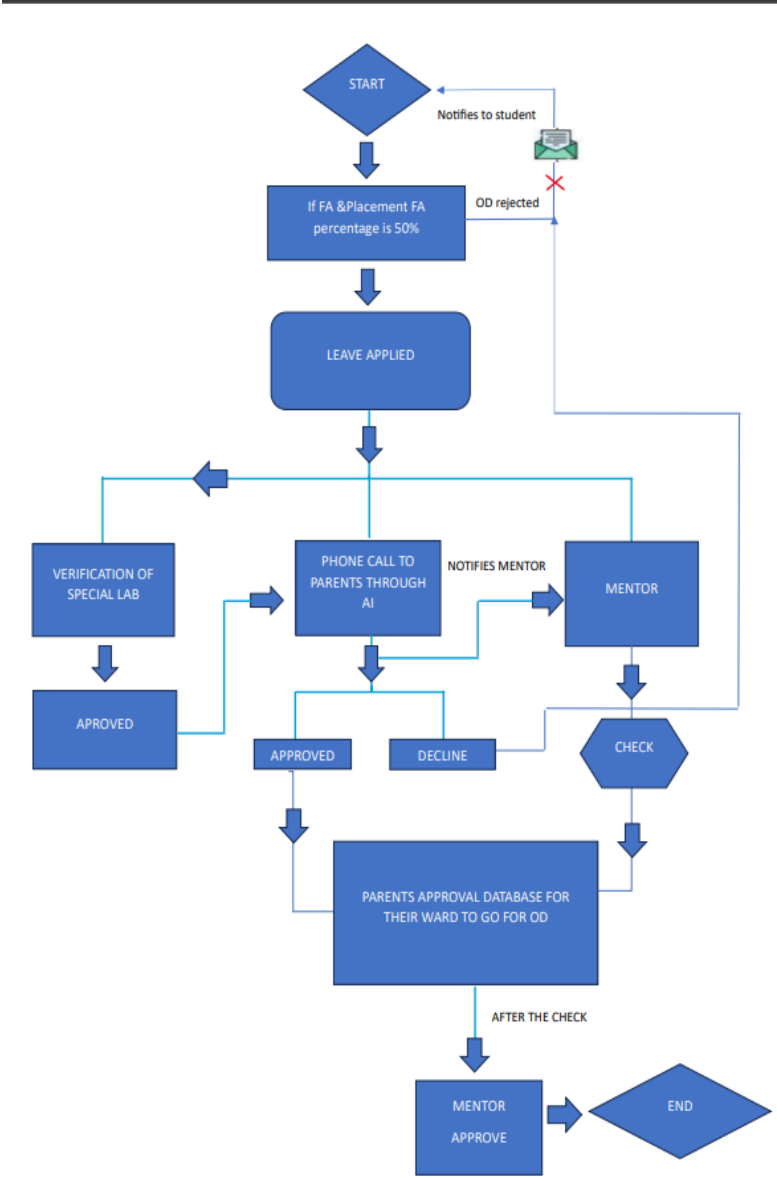 START
Notifies to student
If FA &Placement FA
percentage is 50%
OD rejected
LEAVE APPLIED
VERIFICATION OF
SPECIAL LAB
PHONE CALL TO
PARENTS THROUGH
AI
NOTIFIES MENTOR
MENTOR
APROVED
APPROVED
DECLINE
CHECK
PARENTS APPROVAL DATABASE FOR
THEIR WARD TO GO FOR OD
AFTER THE CHECK
MENTOR
APPROVE
END